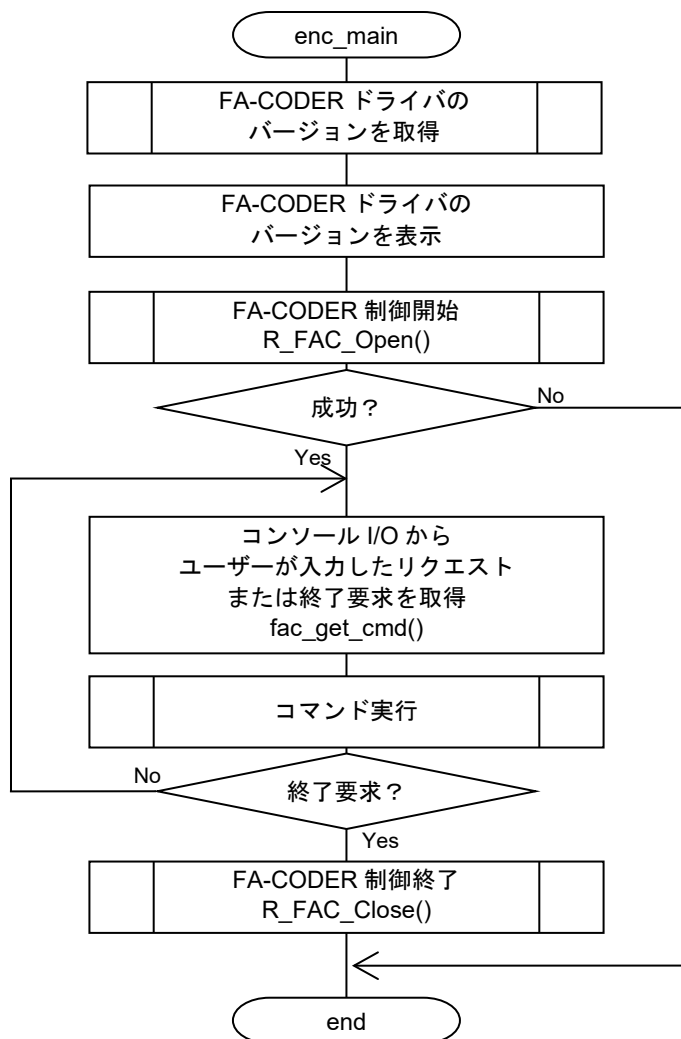 enc_main
FA-CODER ドライバの
バージョンを取得
FA-CODER ドライバの
バージョンを表示
FA-CODER 制御開始
R_FAC_Open()
成功？
No
Yes
コンソール I/O から
ユーザーが入力したリクエスト
または終了要求を取得
fac_get_cmd()
コマンド実行
No
終了要求？
Yes
FA-CODER 制御終了
R_FAC_Close()
end